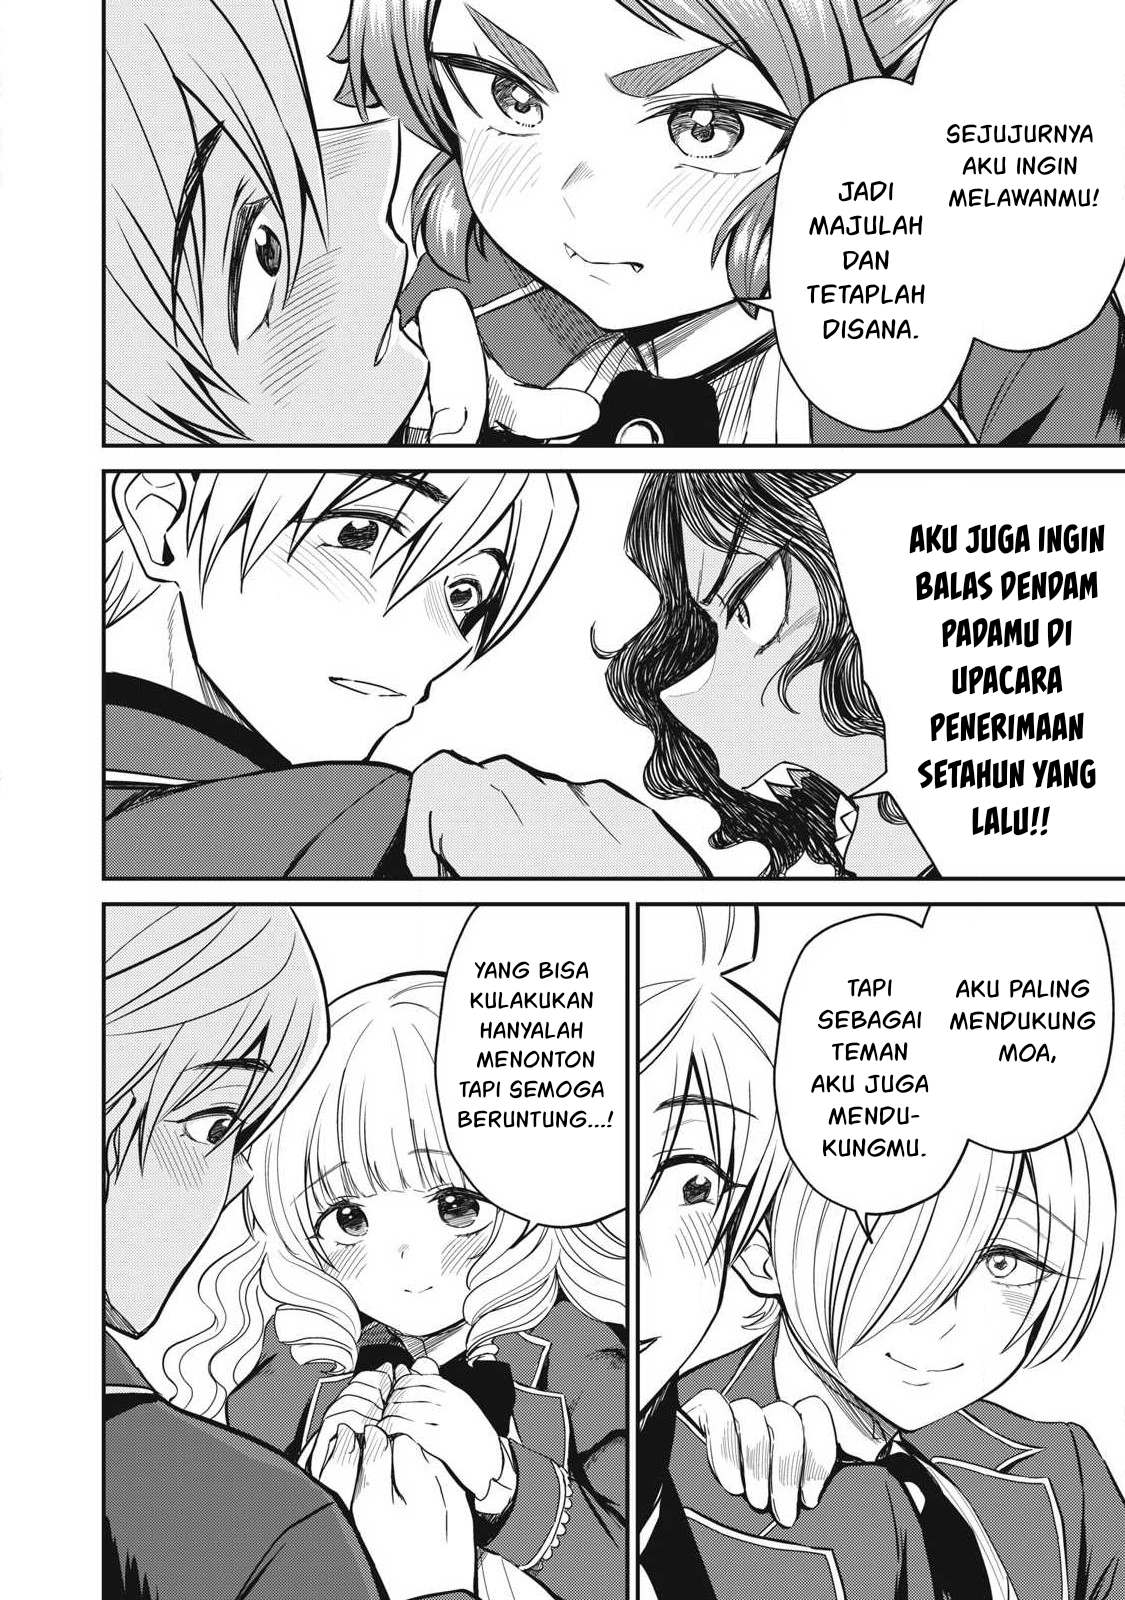 SEJUJURNYA
AKU INGIN
MELAWANMU!
JADI
MAJULAH
DAN
TETAPLAH
DISANA.
AKU JUGA INGIN
BALAS DENDAM
PADAMU DI
UPACARA
PENERIMAAN
SETAHUN YANG
LALU!!
AKU PALING
MENDUKUNG
MOA,
TAPI
SEBAGAI
TEMAN
AKU JUGA
MENDU-
KUNGMU.
YANG BISA
KULAKUKAN
HANYALAH
MENONTON
TAPI SEMOGA
BERUNTUNG...!